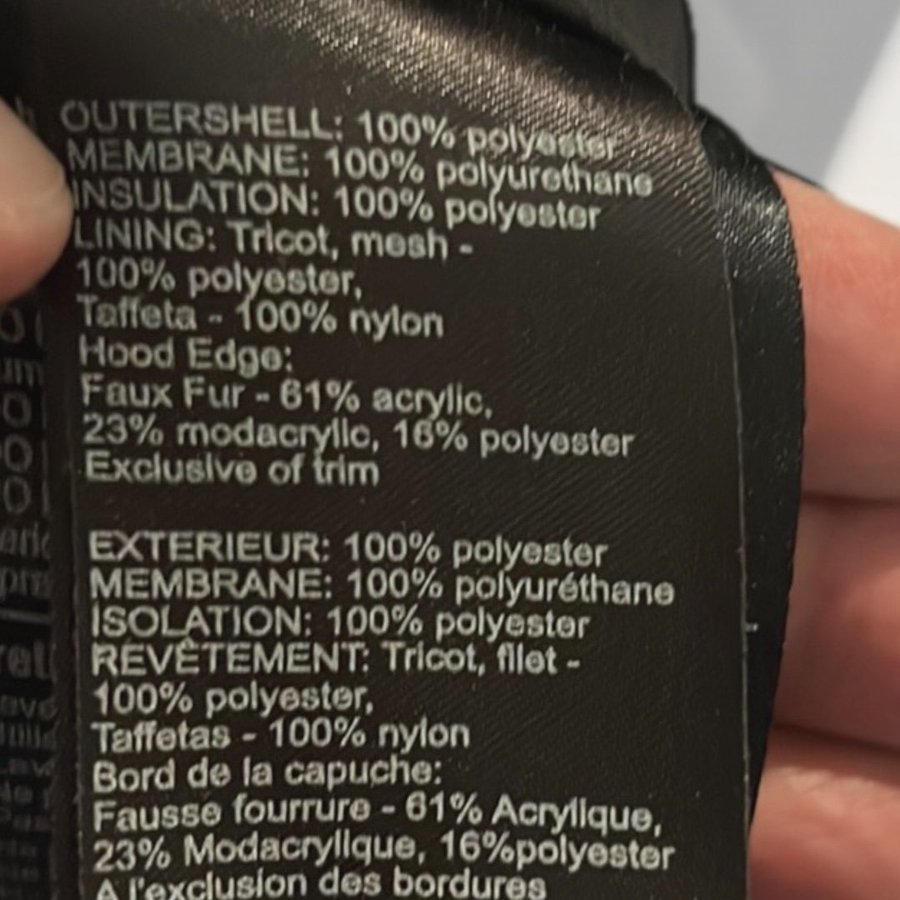 OUTERSHELL: 100% polyester
MEMBRANE: 100% polyurethane
INSULATION: 100% polyester
LINING: Tricot, mesh -
100% polyester,
Taffeta - 100% nylon
Hood Edge:
Faux Fur - 61% acrylic,
23% modacrylic, 16% polyester
Exclusive of trim
EXTERIEUR: 100% polyester
MEMBRANE: 100% polyuréthane
ISOLATION: 100% polyester
REVÊTEMENT: Tricot, filet -
100% polyester,
Taffetas - 100% nylon
Bord de la capuche:
Fausse fourrure - 61% Acrylique,
23% Modacrylique, 16%polyester
A l'exclusion des bordures